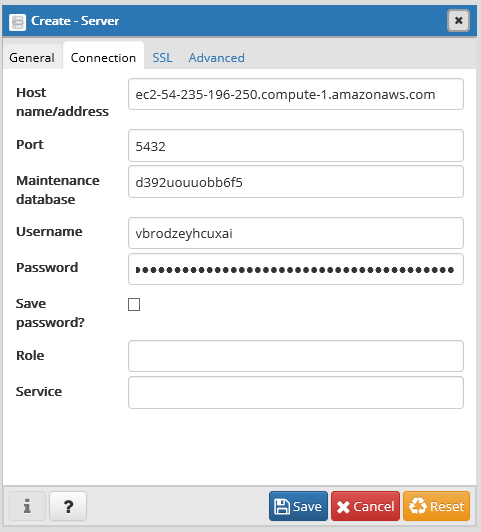 Create - Server
General Connection SSL Advanced
Host name/address ec2-54-235-196-250.compute-1.amazonaws.com
Port 5432
Maintenance database d392uouuobb6f5
Username vbrodzeyhcuxai
Password
Save password?
Role
Service
i ? Save Cancel Reset